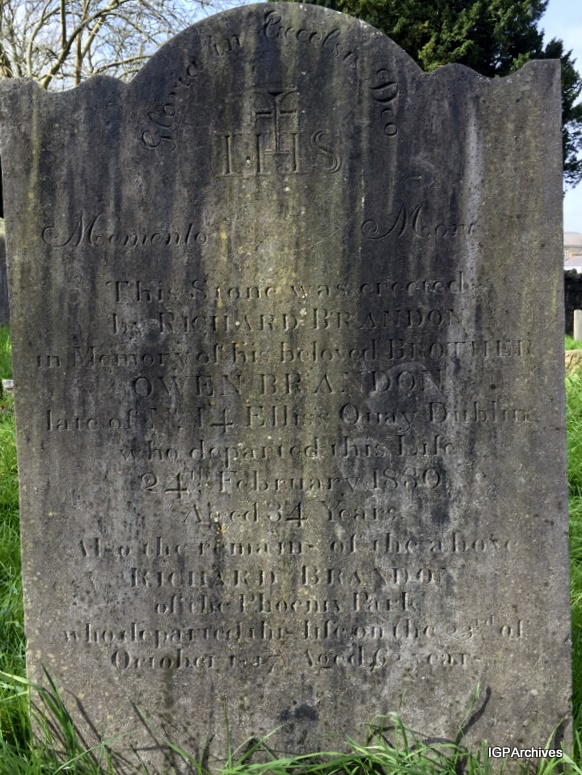 Gloria in Excelsis Deo
IHS
Memento Mori
This Stone was erected
by RICHARD BRANDON
in Memory of his beloved BROTHER
OWEN BRANDON
late of No. 14 Ellis's Quay Dublin
who departed this Life
24th February 1830
Aged 34 Years
Also the remains of the above
RICHARD BRANDON
of the Phoenix Park
who departed this life on the 23rd of
October Aged Years
IGPArchives